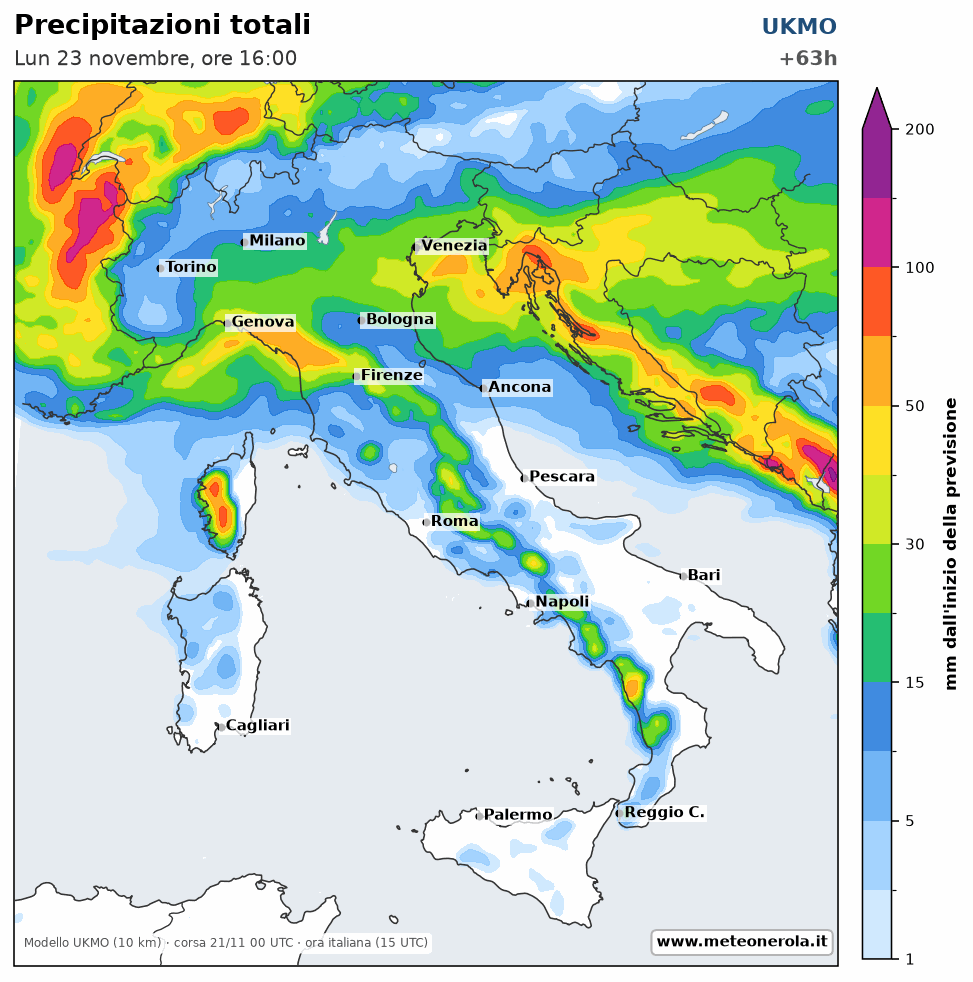 Precipitazioni totali
UKMO
Lun 23 novembre, ore 16:00
+63h
Milano
Venezia
Torino
Genova
Bologna
Firenze
Ancona
Pescara
Roma
Bari
Napoli
Cagliari
Palermo
Reggio C.
200
100
50
30
15
5
1
mm dall'inizio della previsione
Modello UKMO (10 km) · corsa 21/11 00 UTC · ora italiana (15 UTC)
www.meteonerola.it